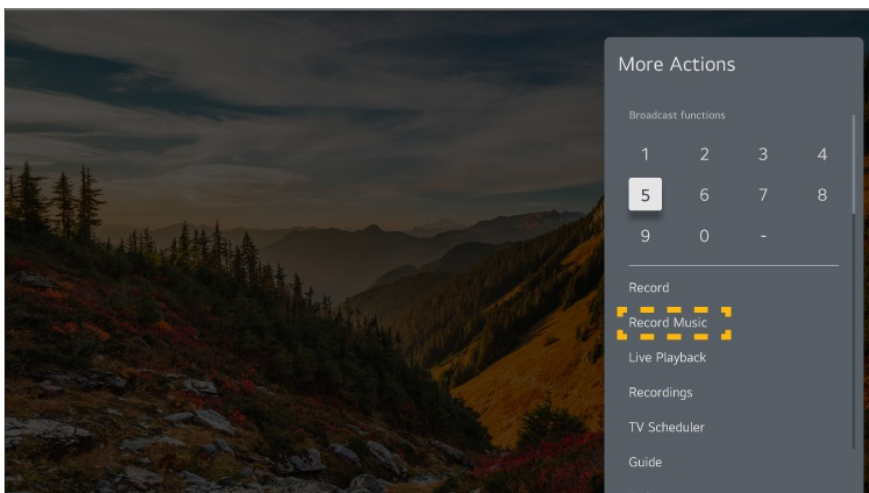 More Actions
Broadcast functions
1 2 3 4
5 6 7 8
9 0 -
Record
Record Music
Live Playback
Recordings
TV Scheduler
Guide